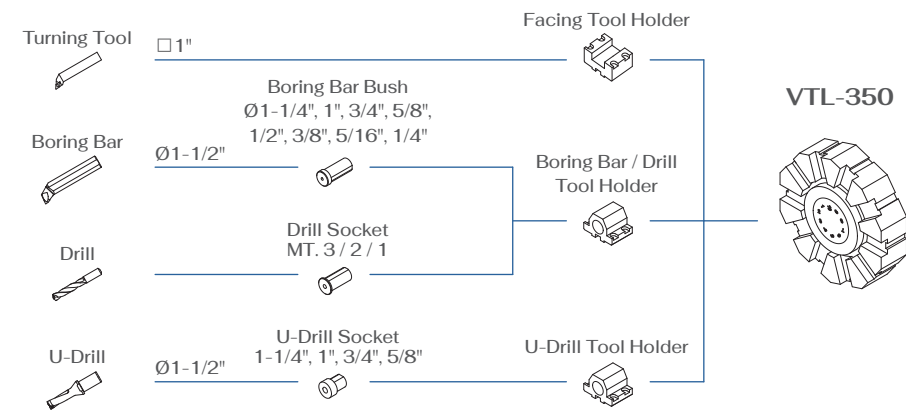 Facing Tool Holder
Turning Tool
□1"
VTL-350
Boring Bar Bush
Ø1-1/4", 1", 3/4", 5/8",
1/2", 3/8", 5/16", 1/4"
Boring Bar
Ø1-1/2"
Boring Bar / Drill
Tool Holder
Drill Socket
MT. 3 / 2 / 1
Drill
U-Drill Socket
1-1/4", 1", 3/4", 5/8"
U-Drill Tool Holder
U-Drill
Ø1-1/2"